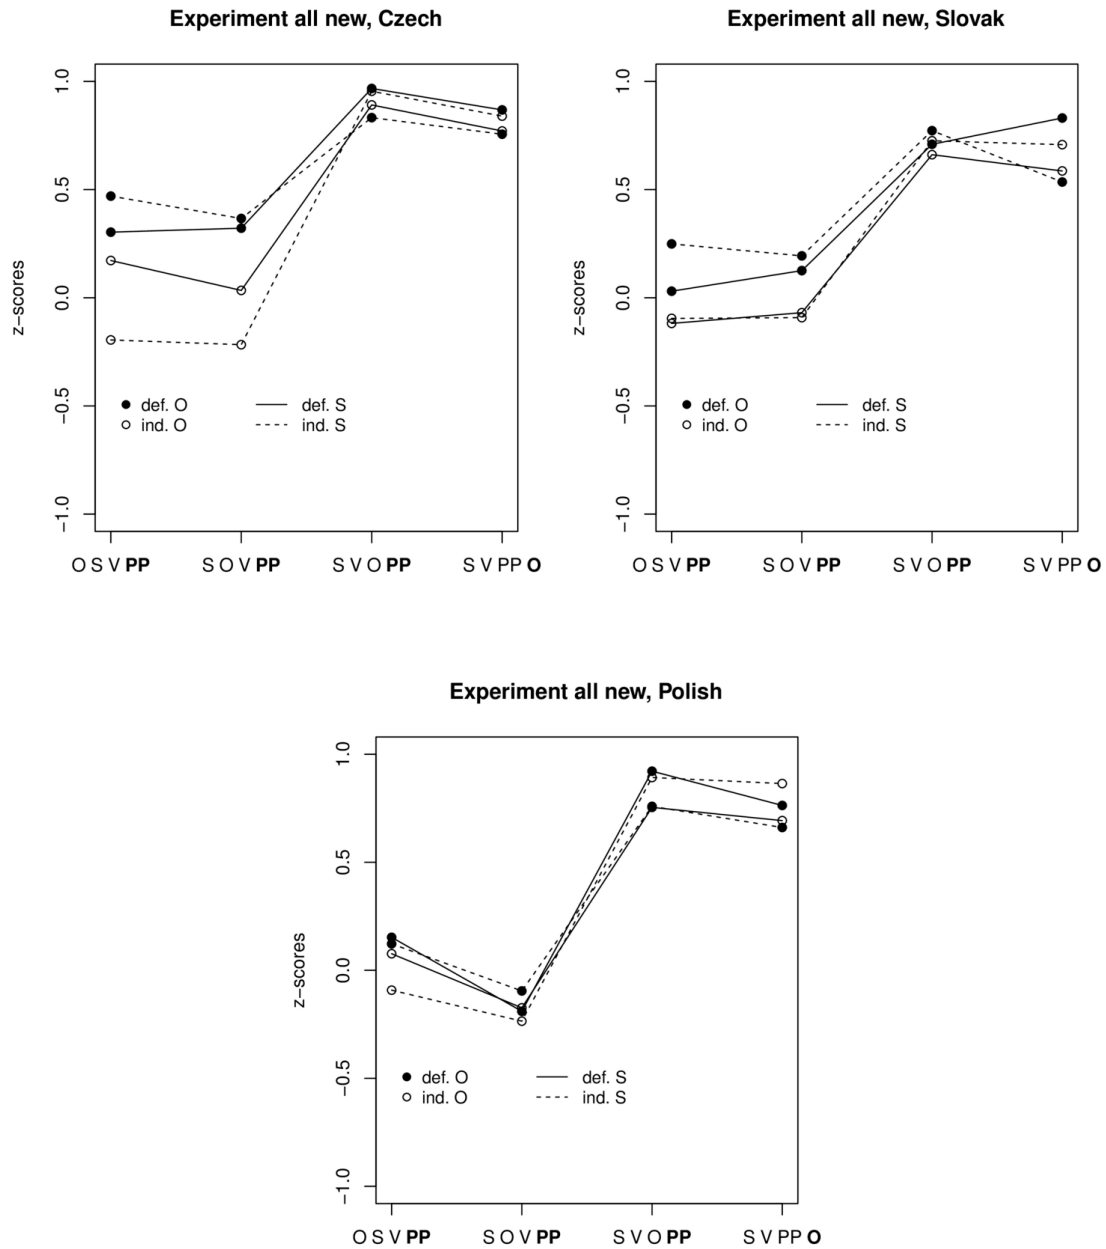 Experiment all new, Czech
z−scores
1.0
0.5
0.0
−0.5
−1.0
def. O def. S
ind. O ind. S
O S V PP S O V PP S V O PP S V PP O
Experiment all new, Slovak
z−scores
1.0
0.5
0.0
−0.5
−1.0
def. O def. S
ind. O ind. S
O S V PP S O V PP S V O PP S V PP O
Experiment all new, Polish
z−scores
1.0
0.5
0.0
−0.5
−1.0
def. O def. S
ind. O ind. S
O S V PP S O V PP S V O PP S V PP O